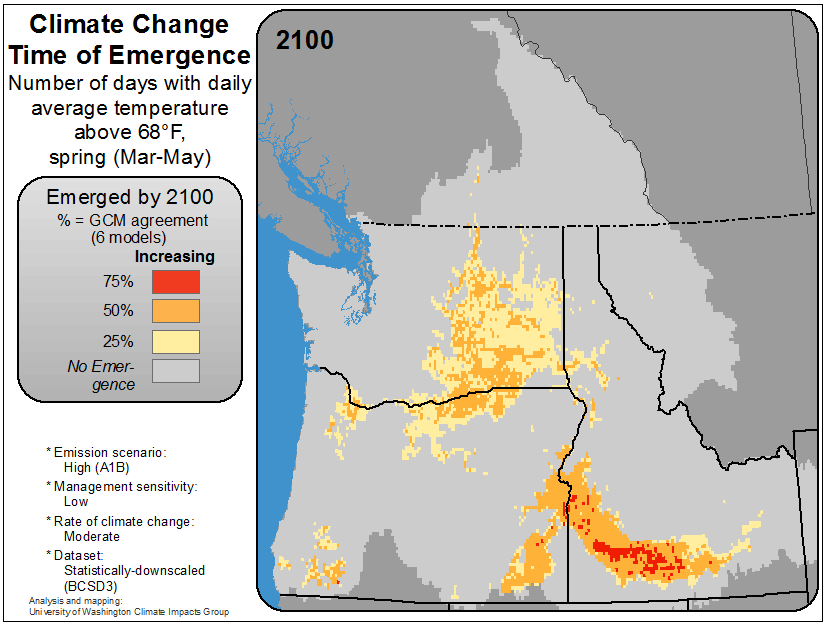 Climate Change
Time of Emergence
Number of days with daily
average temperature
above 68°F,
spring (Mar-May)
Emerged by 2100
% = GCM agreement
(6 models)
Increasing
75%
50%
25%
No Emer-
gence
* Emission scenario:
High (A1B)
* Management sensitivity:
Low
* Rate of climate change:
Moderate
* Dataset:
Statistically-downscaled
(BCSD3)
Analysis and mapping:
University of Washington Climate Impacts Group
2100